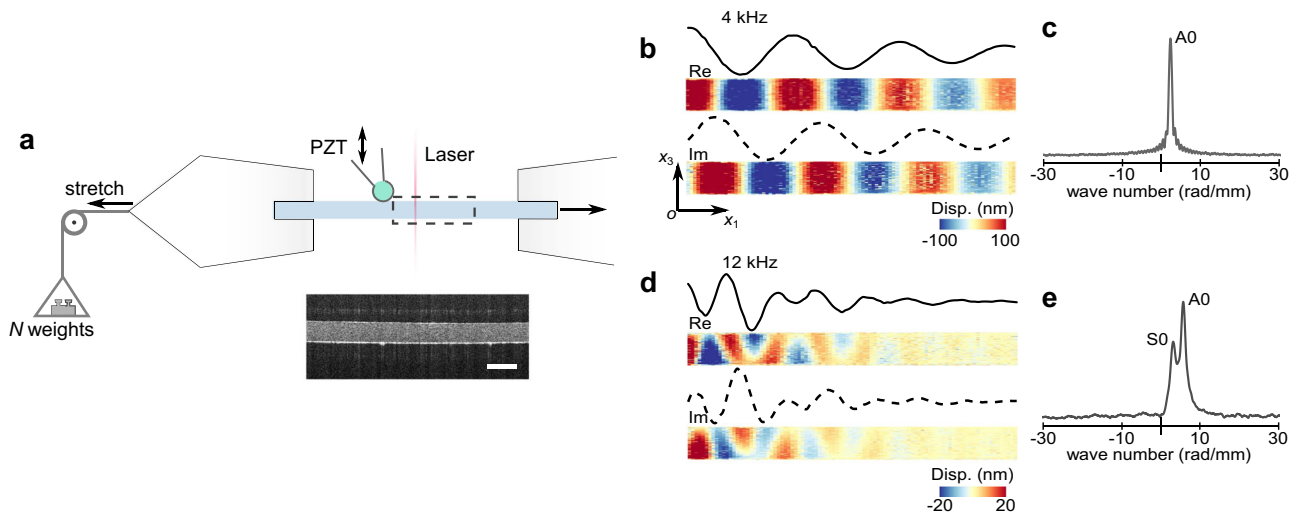 a
stretch
N weights
PZT
Laser
b
4 kHz
Re
Im
x3
o
x1
Disp. (nm)
-100 100
c
A0
-30 -10 10 30
wave number (rad/mm)
d
12 kHz
Re
Im
Disp. (nm)
-20 20
e
S0
A0
-30 -10 10 30
wave number (rad/mm)